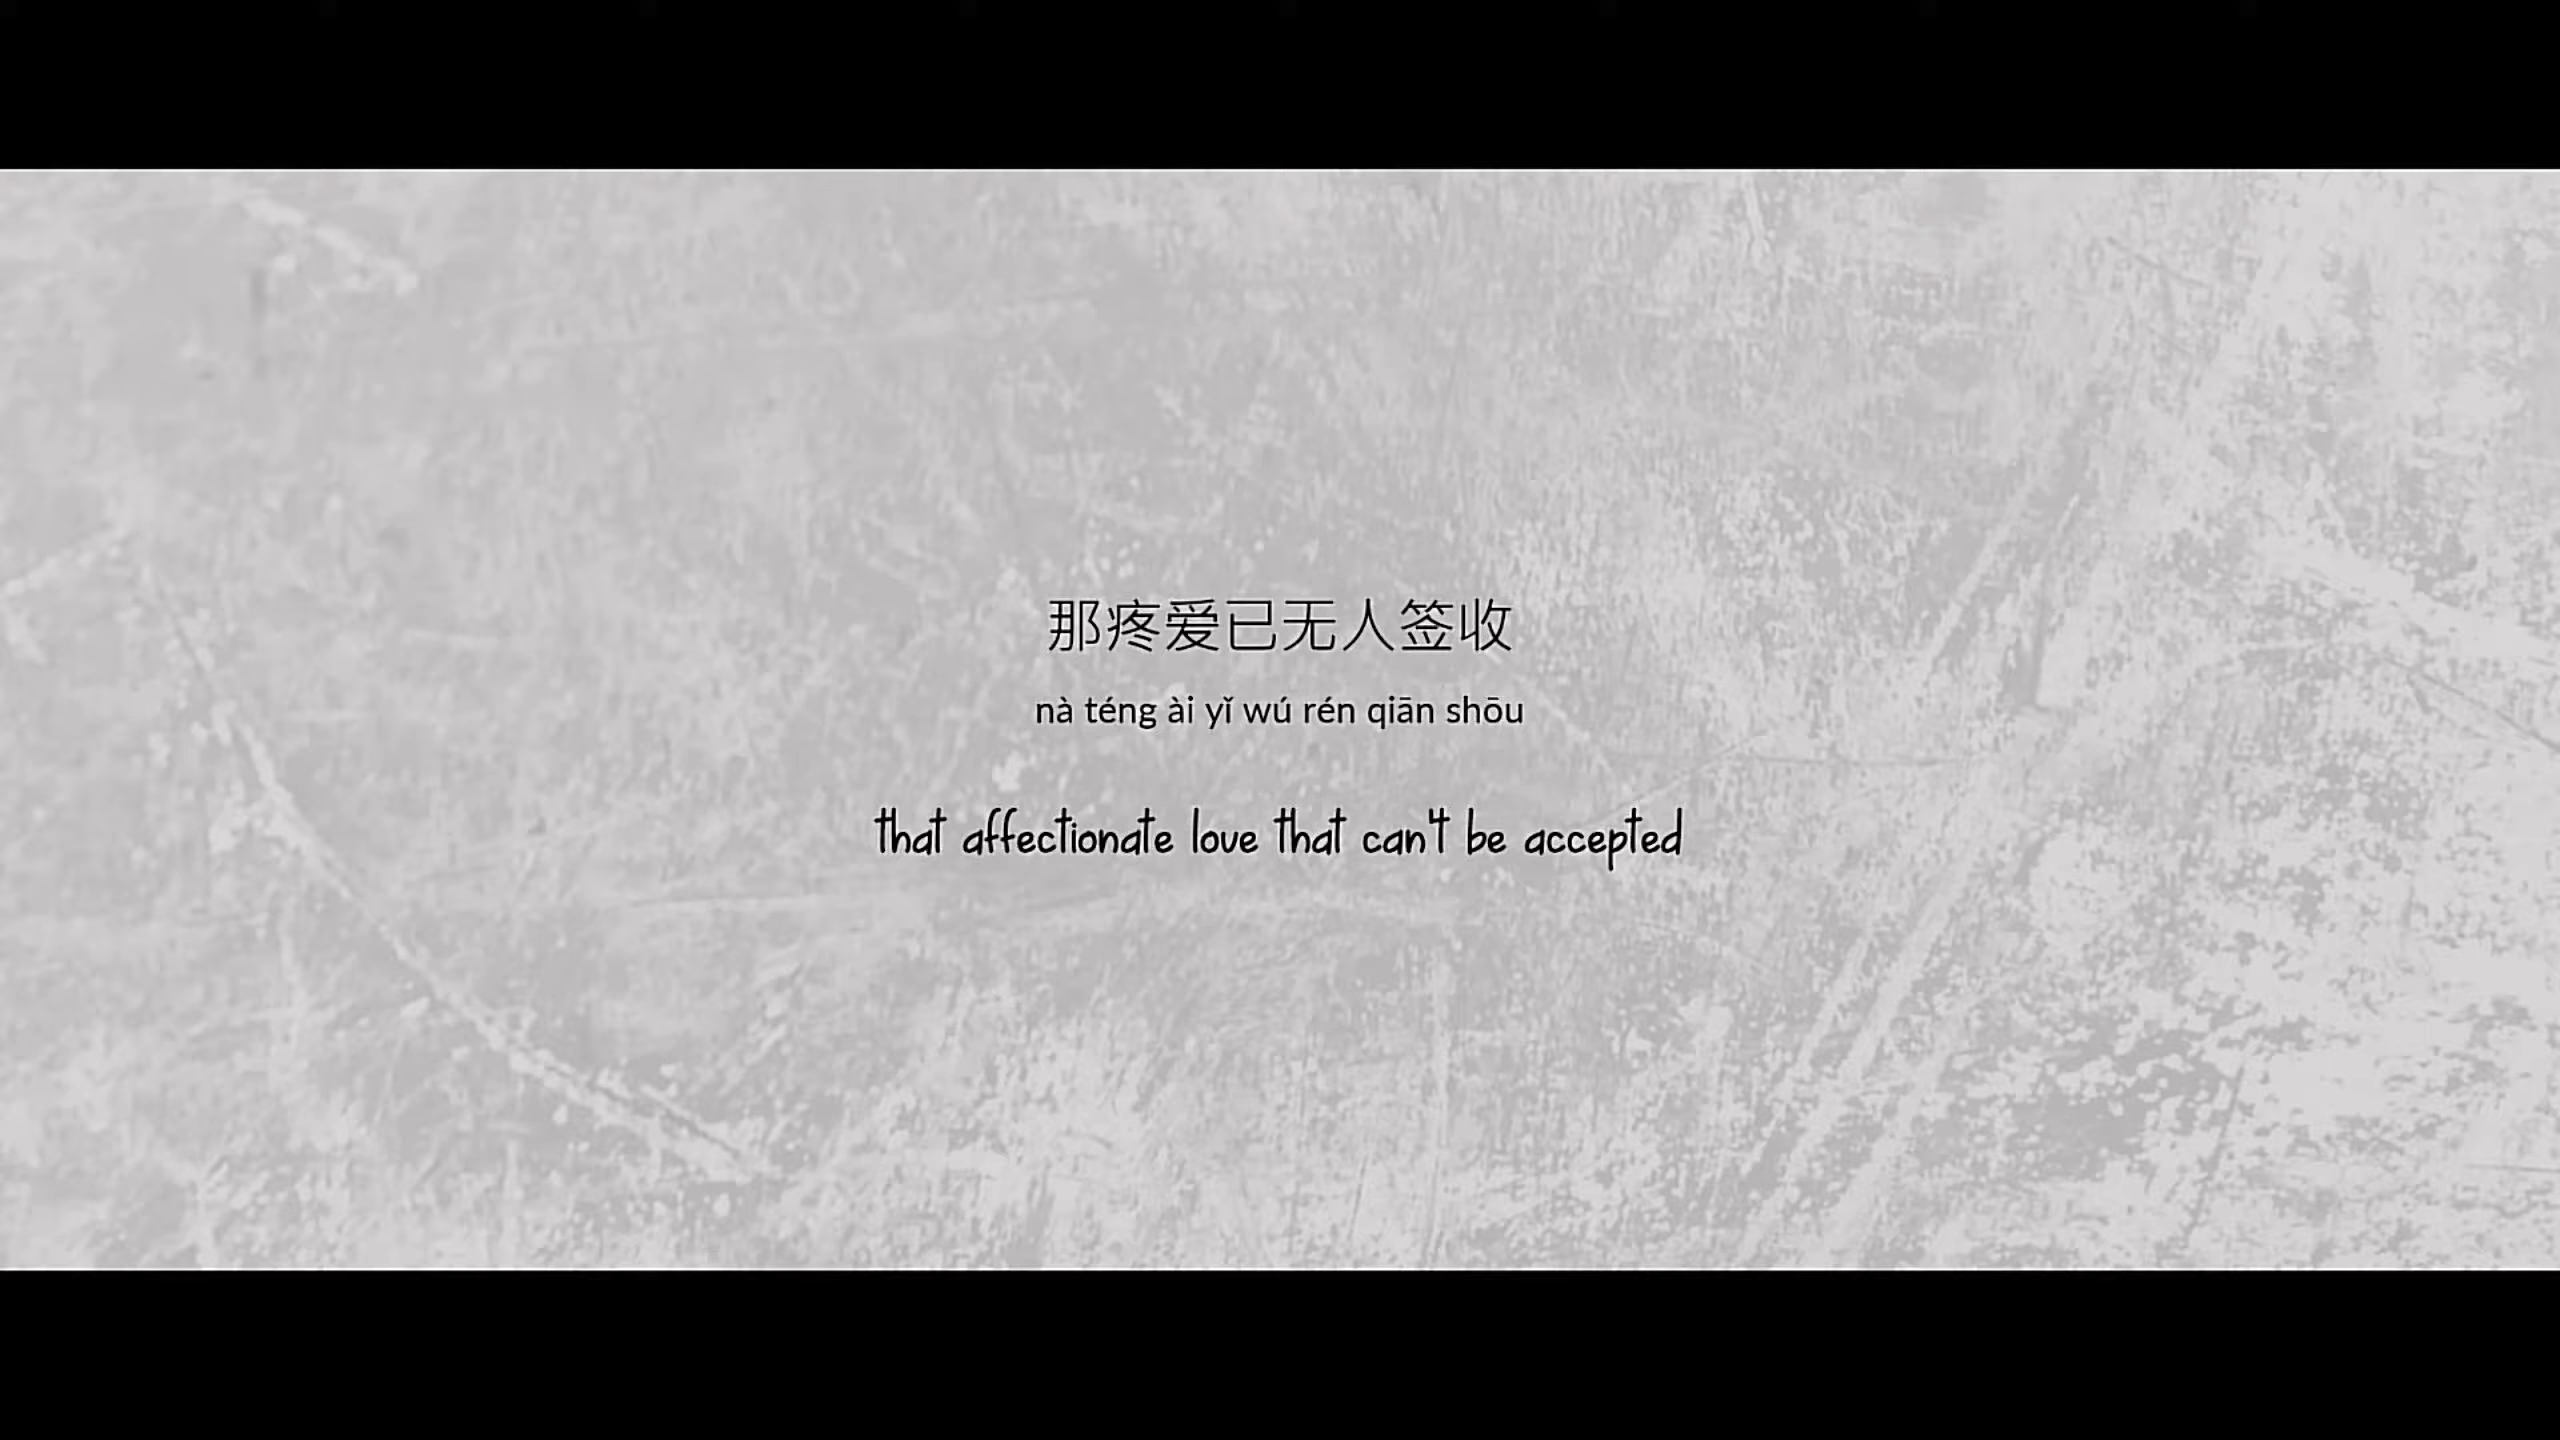 那疼爱已无人签收
nà téng ài yǐ wú rén qiān shōu
that affectionate love that can't be accepted